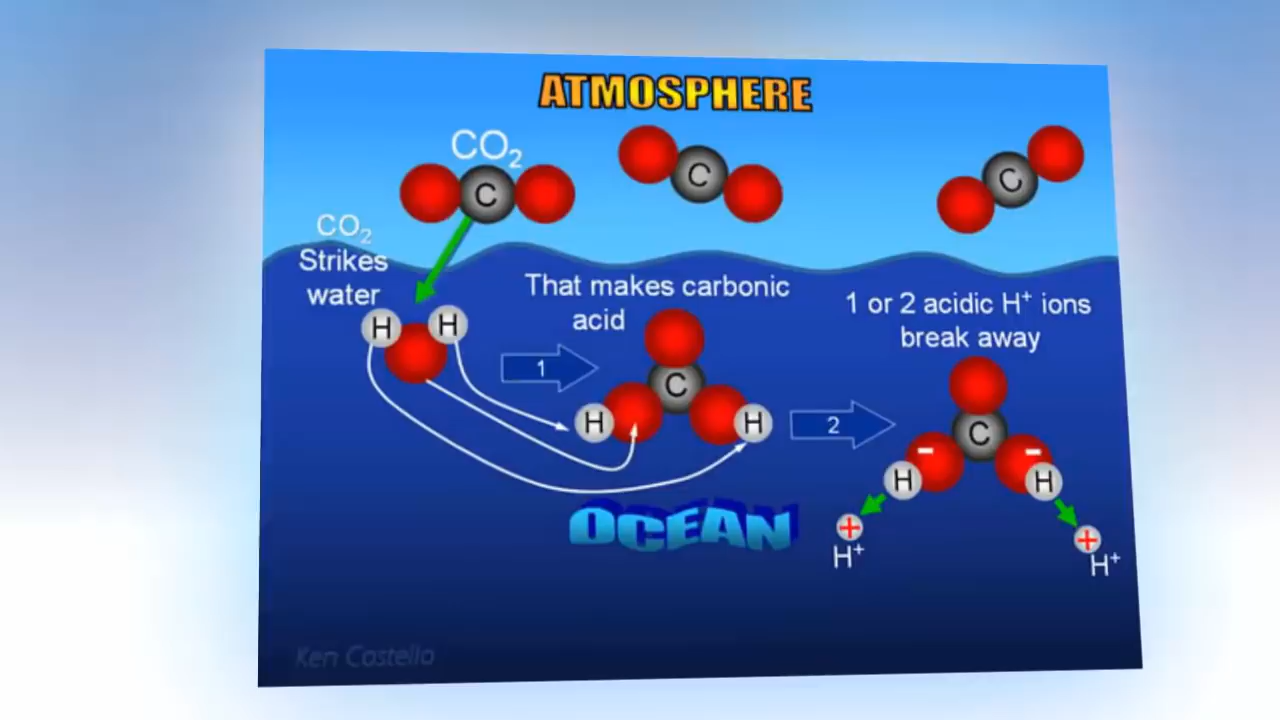 ATMOSPHERE
CO₂
C
C
C
CO₂
Strikes
water
H
H
That makes carbonic
acid
1 or 2 acidic H⁺ ions
break away
1
C
H
H
2
C
-
-
H
H
+
H⁺
+
H⁺
OCEAN
Ken Costello